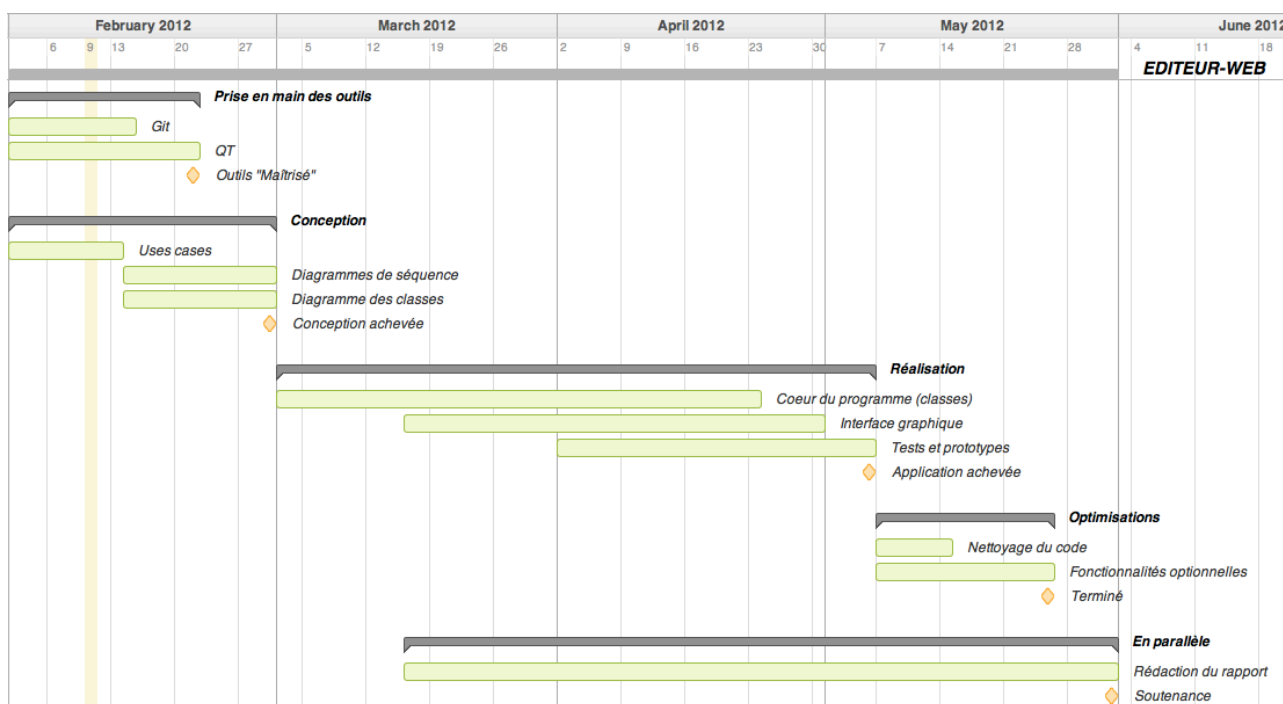 February 2012 March 2012 April 2012 May 2012 June 2012
6 9 13 20 27 5 12 19 26 2 9 16 23 30 7 14 21 28 4 11 18
EDITEUR-WEB
Prise en main des outils
Git
QT
Outils "Maîtrisé"
Conception
Uses cases
Diagrammes de séquence
Diagramme des classes
Conception achevée
Réalisation
Coeur du programme (classes)
Interface graphique
Tests et prototypes
Application achevée
Optimisations
Nettoyage du code
Fonctionnalités optionnelles
Terminé
En parallèle
Rédaction du rapport
Soutenance